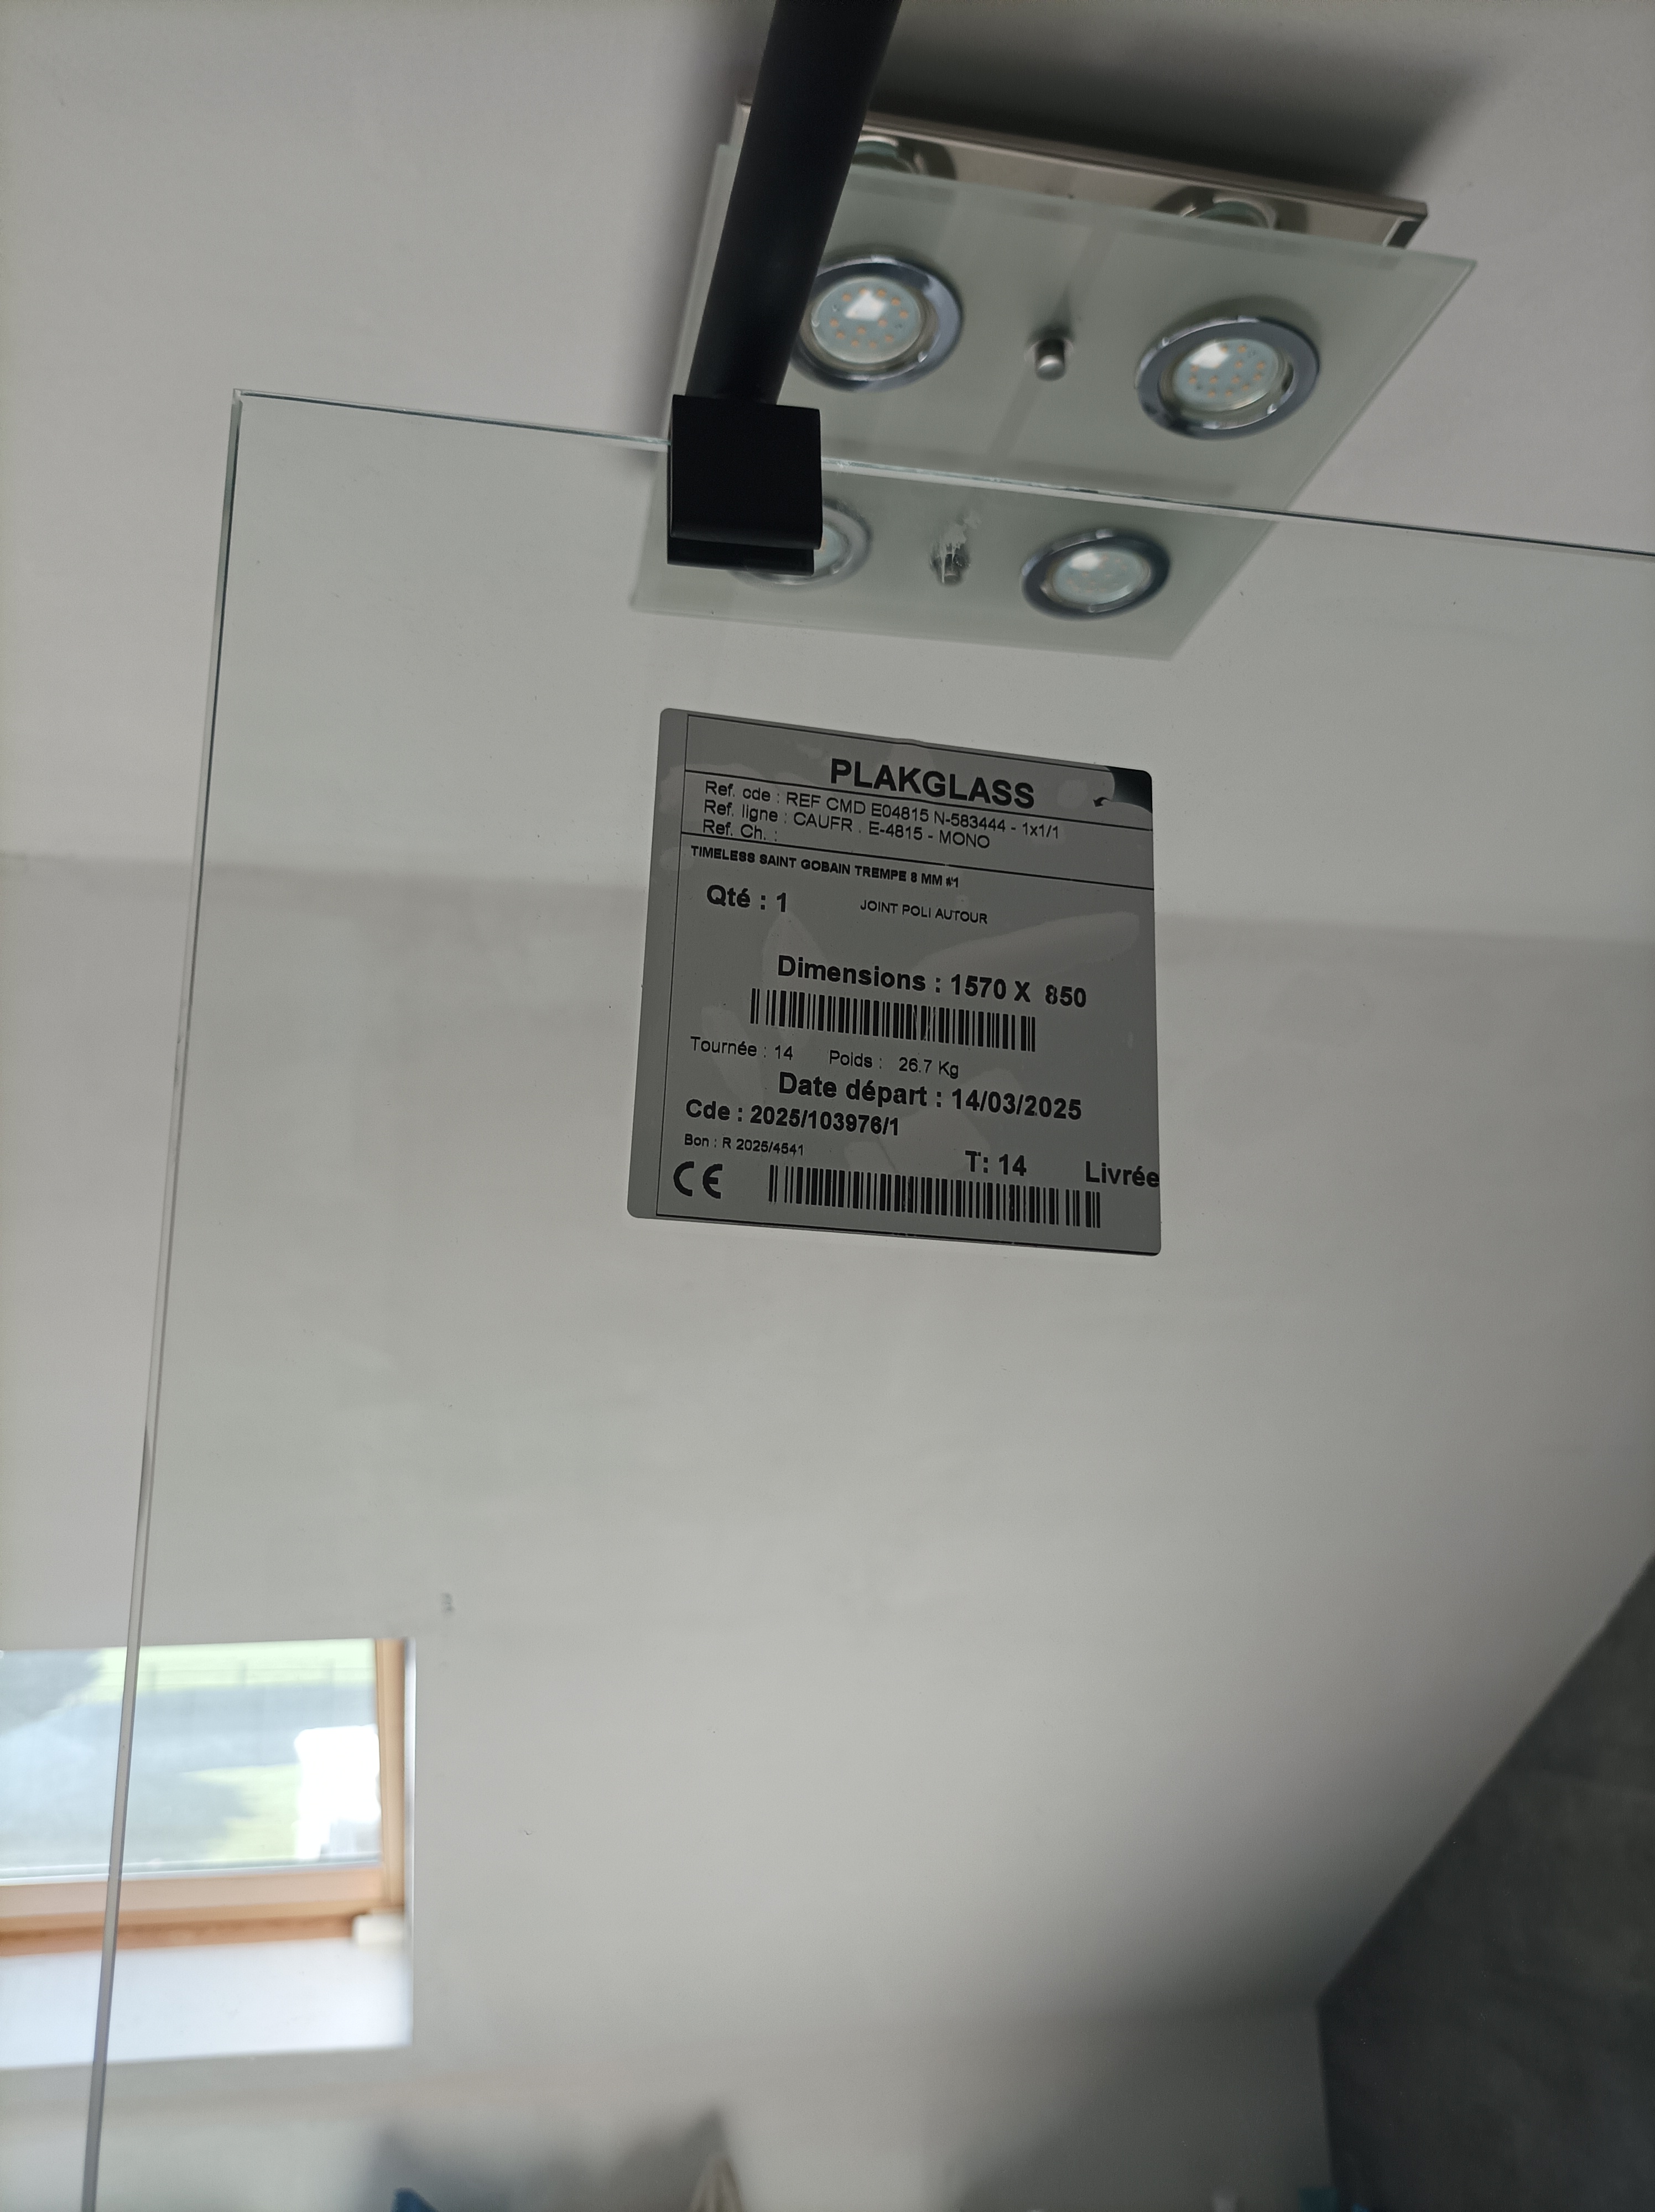 PLAKGLASS
Ref. cde : REF CMD E04815 N-583444 - 1x1/1
Ref. ligne : CAUFR . E-4815 - MONO
Ref. Ch. :
TIMELESS SAINT GOBAIN TREMPE 8 MM #1
Qté : 1 JOINT POLI AUTOUR
Dimensions : 1570 X 850
Tournée : 14 Poids : 26.7 Kg
Date départ : 14/03/2025
Cde : 2025/103976/1
Bon : R 2025/4541
T: 14 Livrée
CE